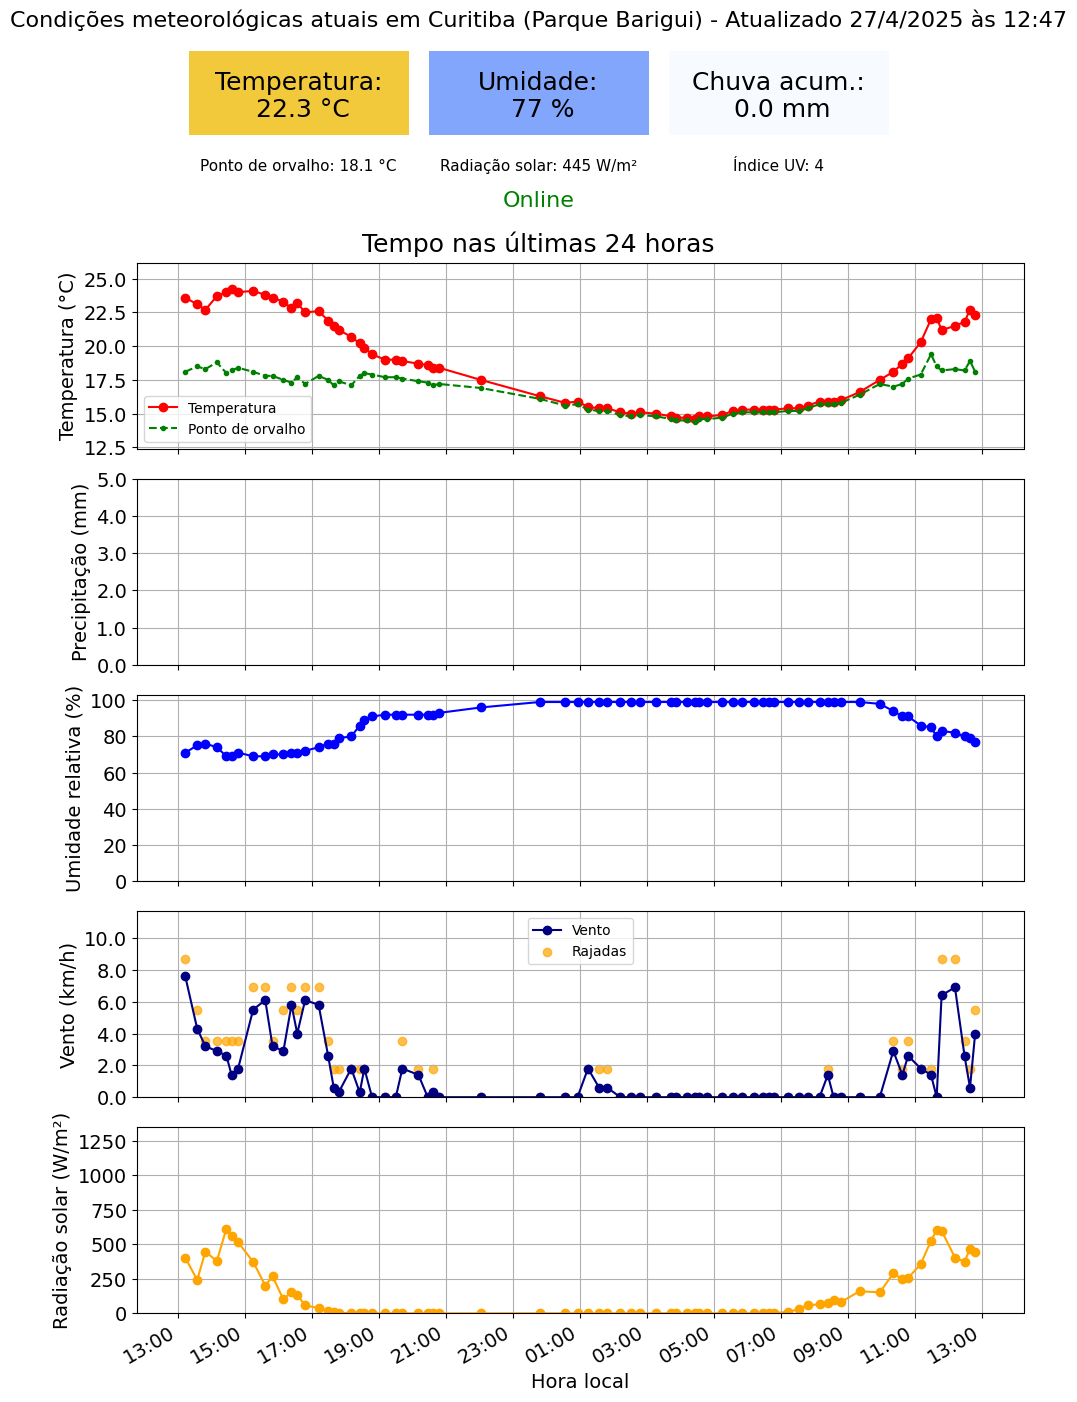 Condições meteorológicas atuais em Curitiba (Parque Barigui) - Atualizado 27/4/2025 às 12:47
Temperatura:
22.3 °C
Umidade:
77 %
Chuva acum.:
0.0 mm
Ponto de orvalho: 18.1 °C
Radiação solar: 445 W/m²
Índice UV: 4
Online
Tempo nas últimas 24 horas
Temperatura (°C)
25.0
22.5
20.0
17.5
15.0
12.5
Temperatura
Ponto de orvalho
Precipitação (mm)
5.0
4.0
3.0
2.0
1.0
0.0
Umidade relativa (%)
100
80
60
40
20
0
Vento (km/h)
10.0
8.0
6.0
4.0
2.0
0.0
Vento
Rajadas
Radiação solar (W/m²)
1250
1000
750
500
250
0
13:00
15:00
17:00
19:00
21:00
23:00
01:00
03:00
05:00
07:00
09:00
11:00
13:00
Hora local